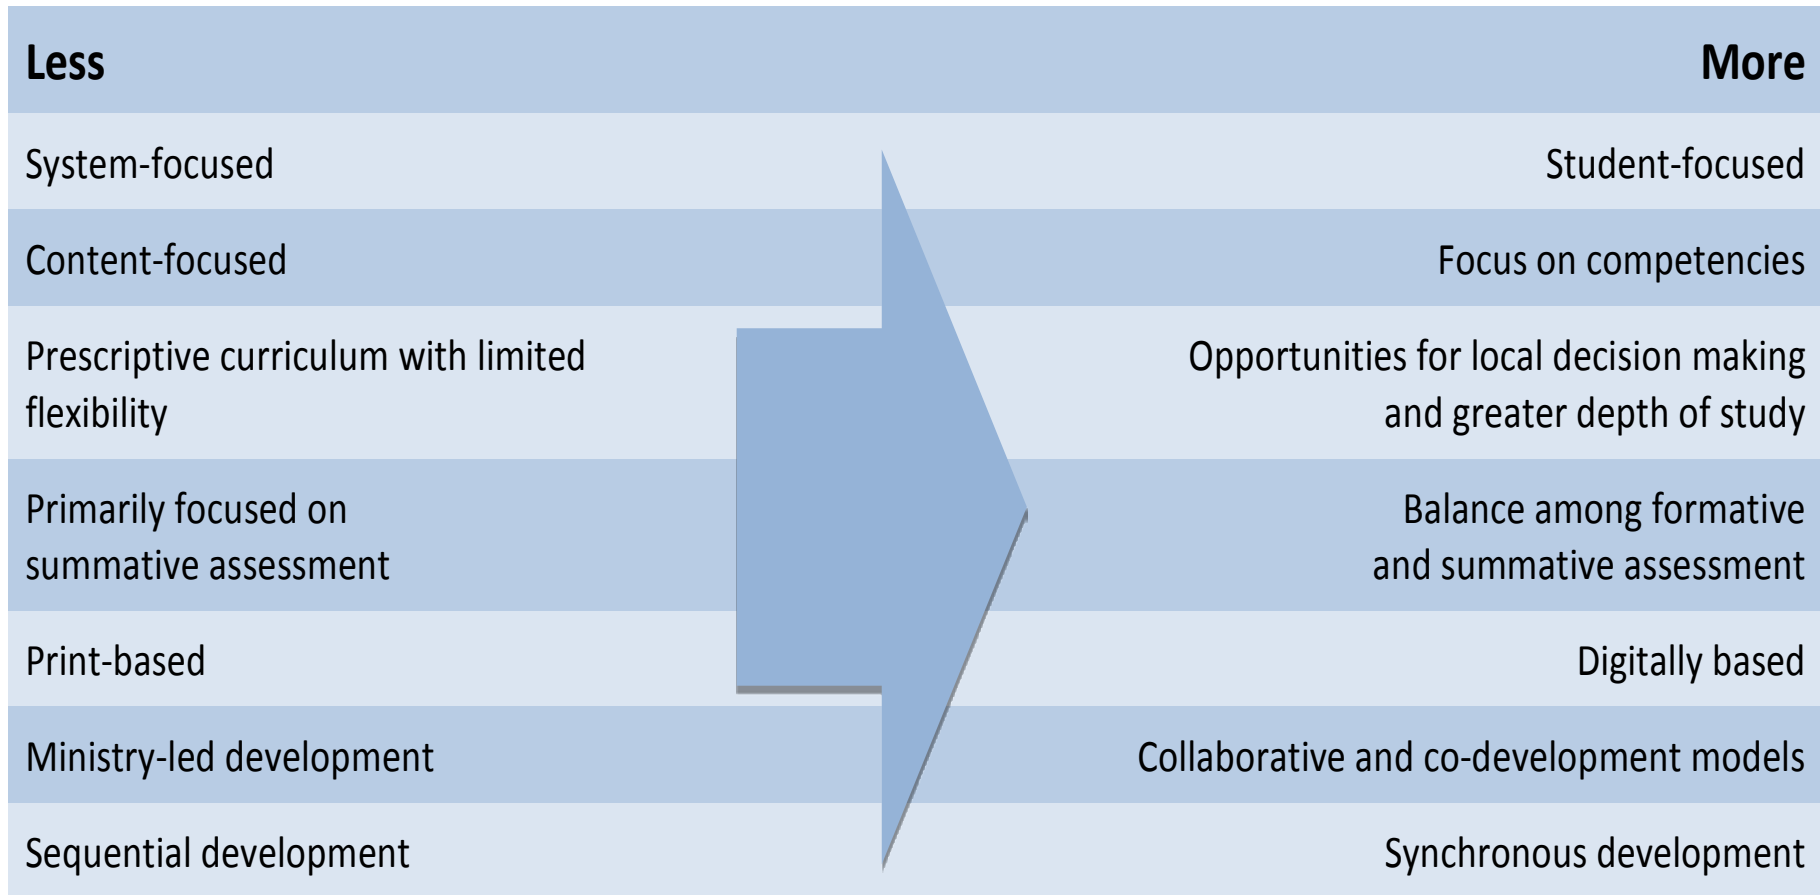 Less More
System-focused Student-focused
Content-focused Focus on competencies
Prescriptive curriculum with limited Opportunities for local decision making
flexibility and greater depth of study
Primarily focused on Balance among formative
summative assessment and summative assessment
Print-based Digitally based
Ministry-led development Collaborative and co-development models
Sequential development Synchronous development